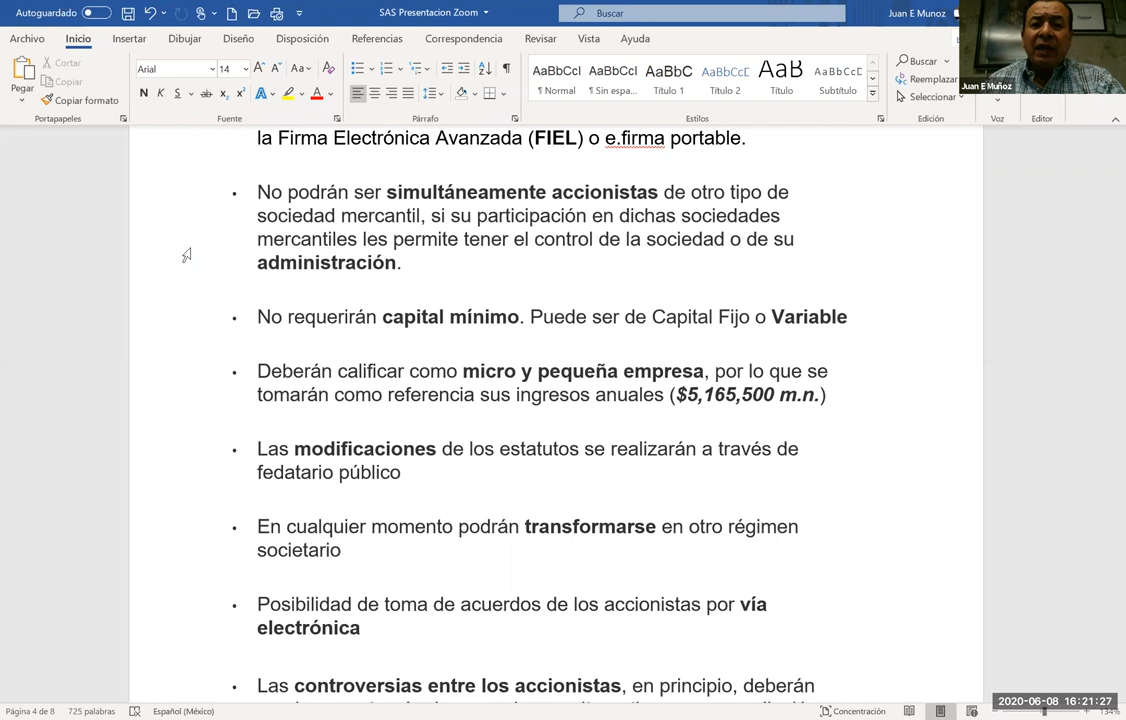 Autoguardado
SAS Presentacion Zoom
Buscar
Juan E Munoz
Archivo Inicio Insertar Dibujar Diseño Disposición Referencias Correspondencia Revisar Vista Ayuda
Pegar
Cortar
Copiar
Copiar formato
Portapapeles
Arial 14
N K S ab x₂ x²
Fuente
Párrafo
AaBbCcI AaBbCcI AaBbC AaBbCcD AaB AaBbCcD
¶ Normal ¶ Sin espa... Título 1 Título 2 Título Subtítulo
Estilos
Buscar
Reemplazar
Seleccionar
Edición
Voz
Editor
Juan E Muñoz
la Firma Electrónica Avanzada (FIEL) o e.firma portable.
• No podrán ser simultáneamente accionistas de otro tipo de
sociedad mercantil, si su participación en dichas sociedades
mercantiles les permite tener el control de la sociedad o de su
administración.
• No requerirán capital mínimo. Puede ser de Capital Fijo o Variable
• Deberán calificar como micro y pequeña empresa, por lo que se
tomarán como referencia sus ingresos anuales ($5,165,500 m.n.)
• Las modificaciones de los estatutos se realizarán a través de
fedatario público
• En cualquier momento podrán transformarse en otro régimen
societario
• Posibilidad de toma de acuerdos de los accionistas por vía
electrónica
• Las controversias entre los accionistas, en principio, deberán
Página 4 de 8 725 palabras Español (México) Concentración 134%
2020-06-08 16:21:27